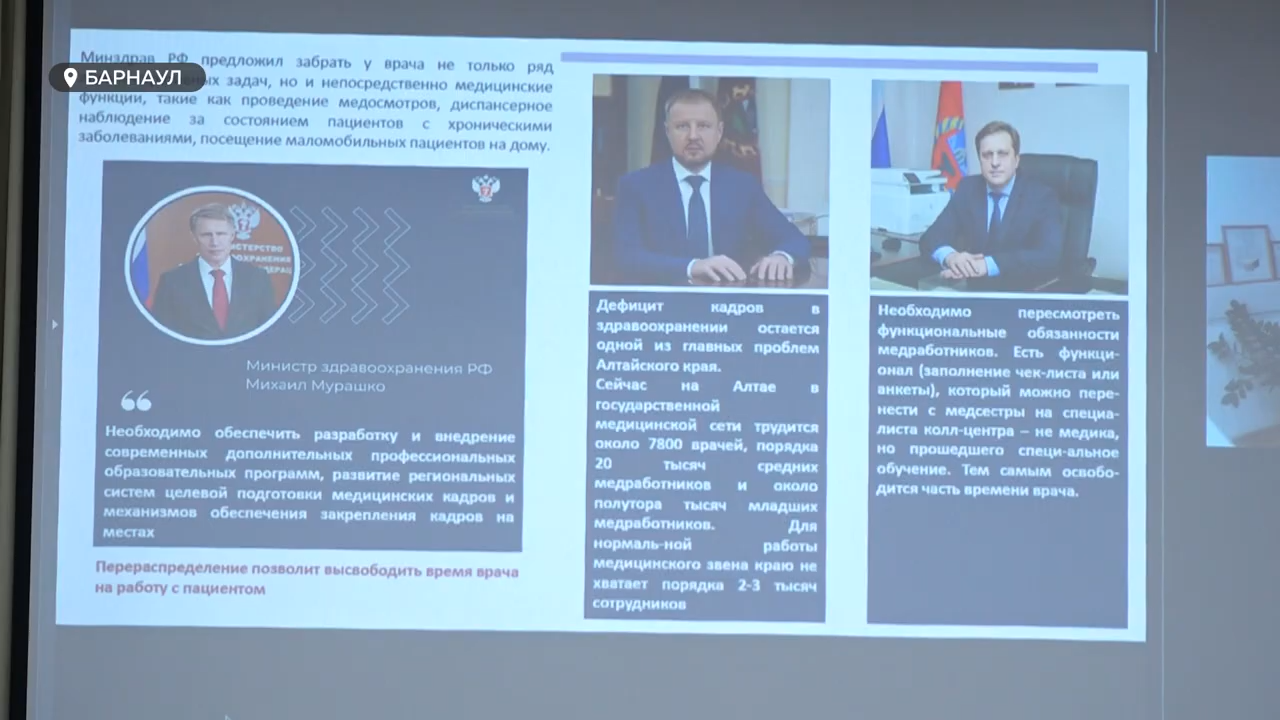 БАРНАУЛ
Минздрав РФ предложил забрать у врача не только ряд
задач, но и непосредственно медицинские
функции, такие как проведение медосмотров, диспансерное
наблюдение за состоянием пациентов с хроническими
заболеваниями, посещение маломобильных пациентов на дому.
Министр здравоохранения РФ
Михаил Мурашко
Необходимо обеспечить разработку и внедрение
современных дополнительных профессиональных
образовательных программ, развитие региональных
систем целевой подготовки медицинских кадров и
механизмов обеспечения закрепления кадров на
местах
Перераспределение позволит высвободить время врача
на работу с пациентом
Дефицит кадров в
здравоохранении остается
одной из главных проблем
Алтайского края.
Сейчас на Алтае в
государственной
медицинской сети трудится
около 7800 врачей, порядка
20 тысяч средних
медработников и около
полутора тысяч младших
медработников. Для
нормаль-ной работы
медицинского звена краю не
хватает порядка 2-3 тысяч
сотрудников
Необходимо пересмотреть
функциональные обязанности
медработников. Есть функци-
онал (заполнение чек-листа или
анкеты), который можно пере-
нести с медсестры на специа-
листа колл-центра – не медика,
но прошедшего специ-альное
обучение. Тем самым освобо-
дится часть времени врача.